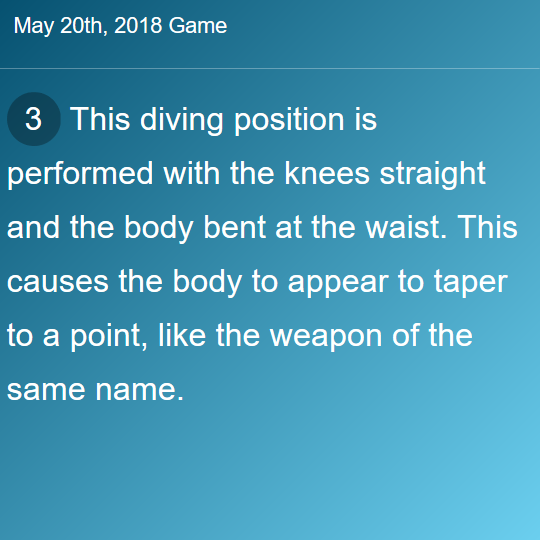 May 20th, 2018 Game
3 This diving position is
performed with the knees straight
and the body bent at the waist. This
causes the body to appear to taper
to a point, like the weapon of the
same name.